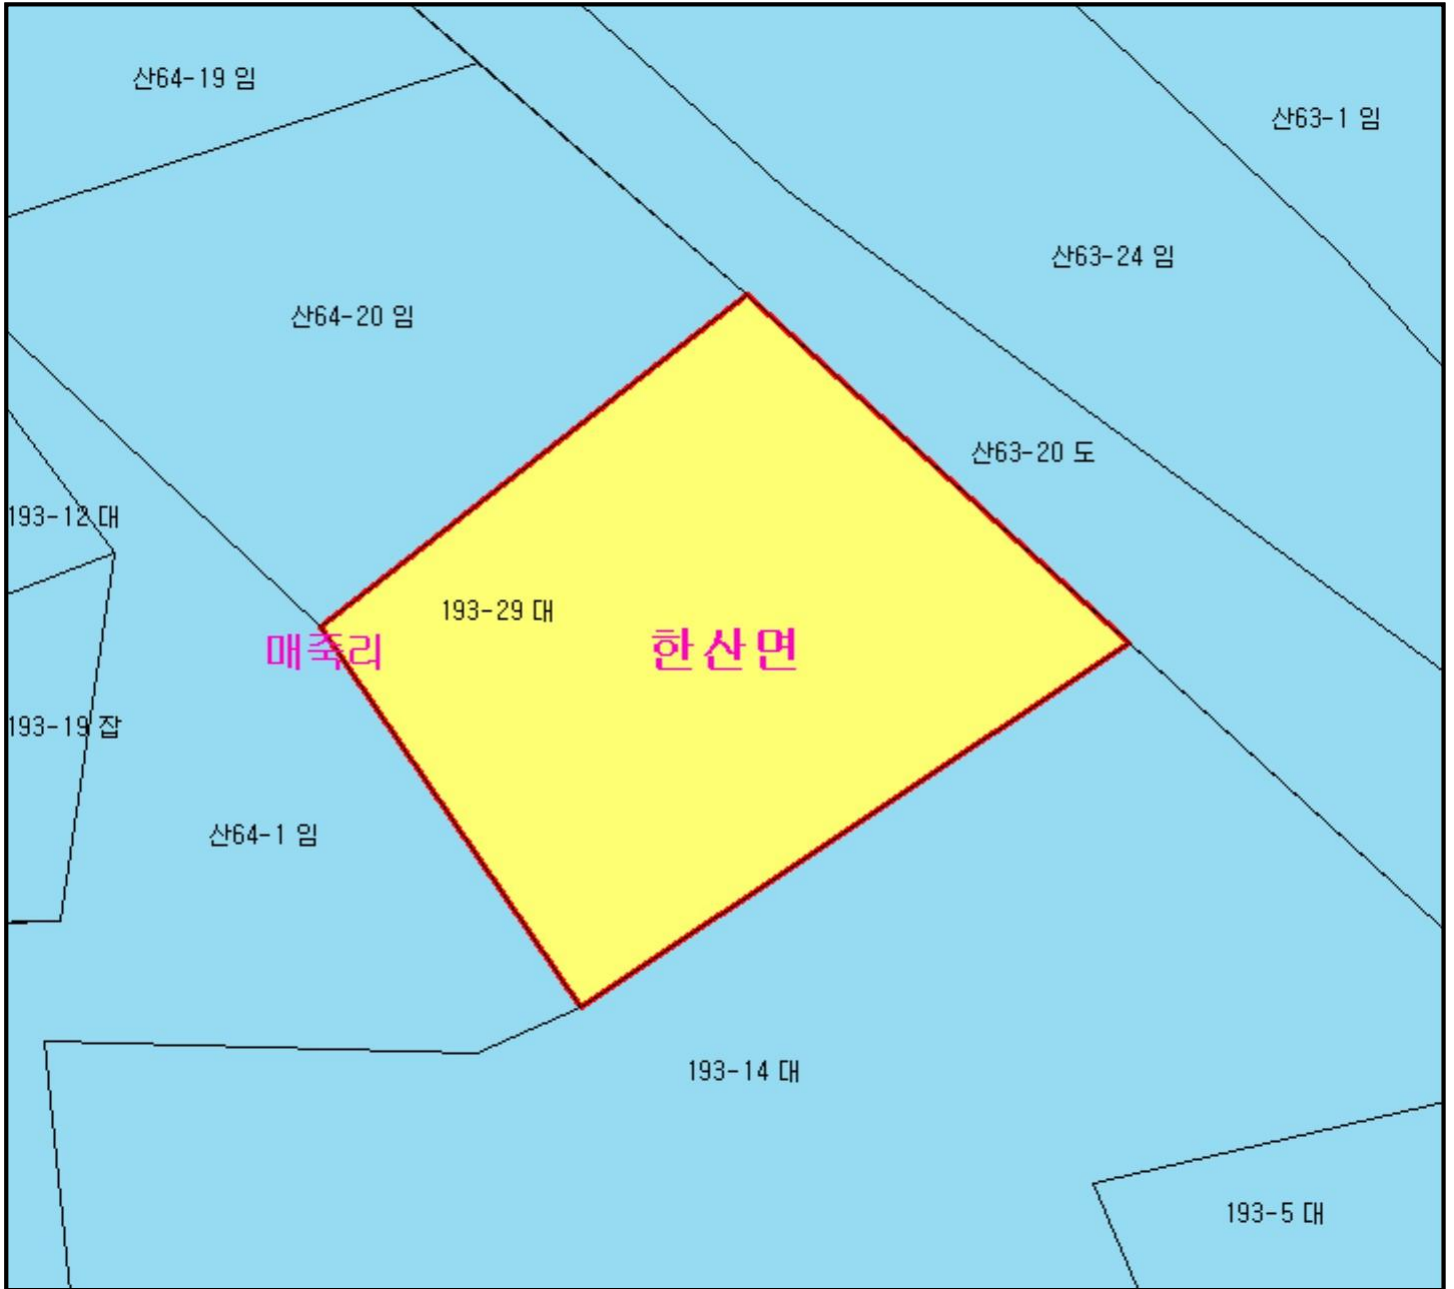 산64-19 임
산63-1 임
산63-24 임
산64-20 임
산63-20 도
193-12 대
193-29 대
매죽리
한산면
193-19 잡
산64-1 임
193-14 대
193-5 대